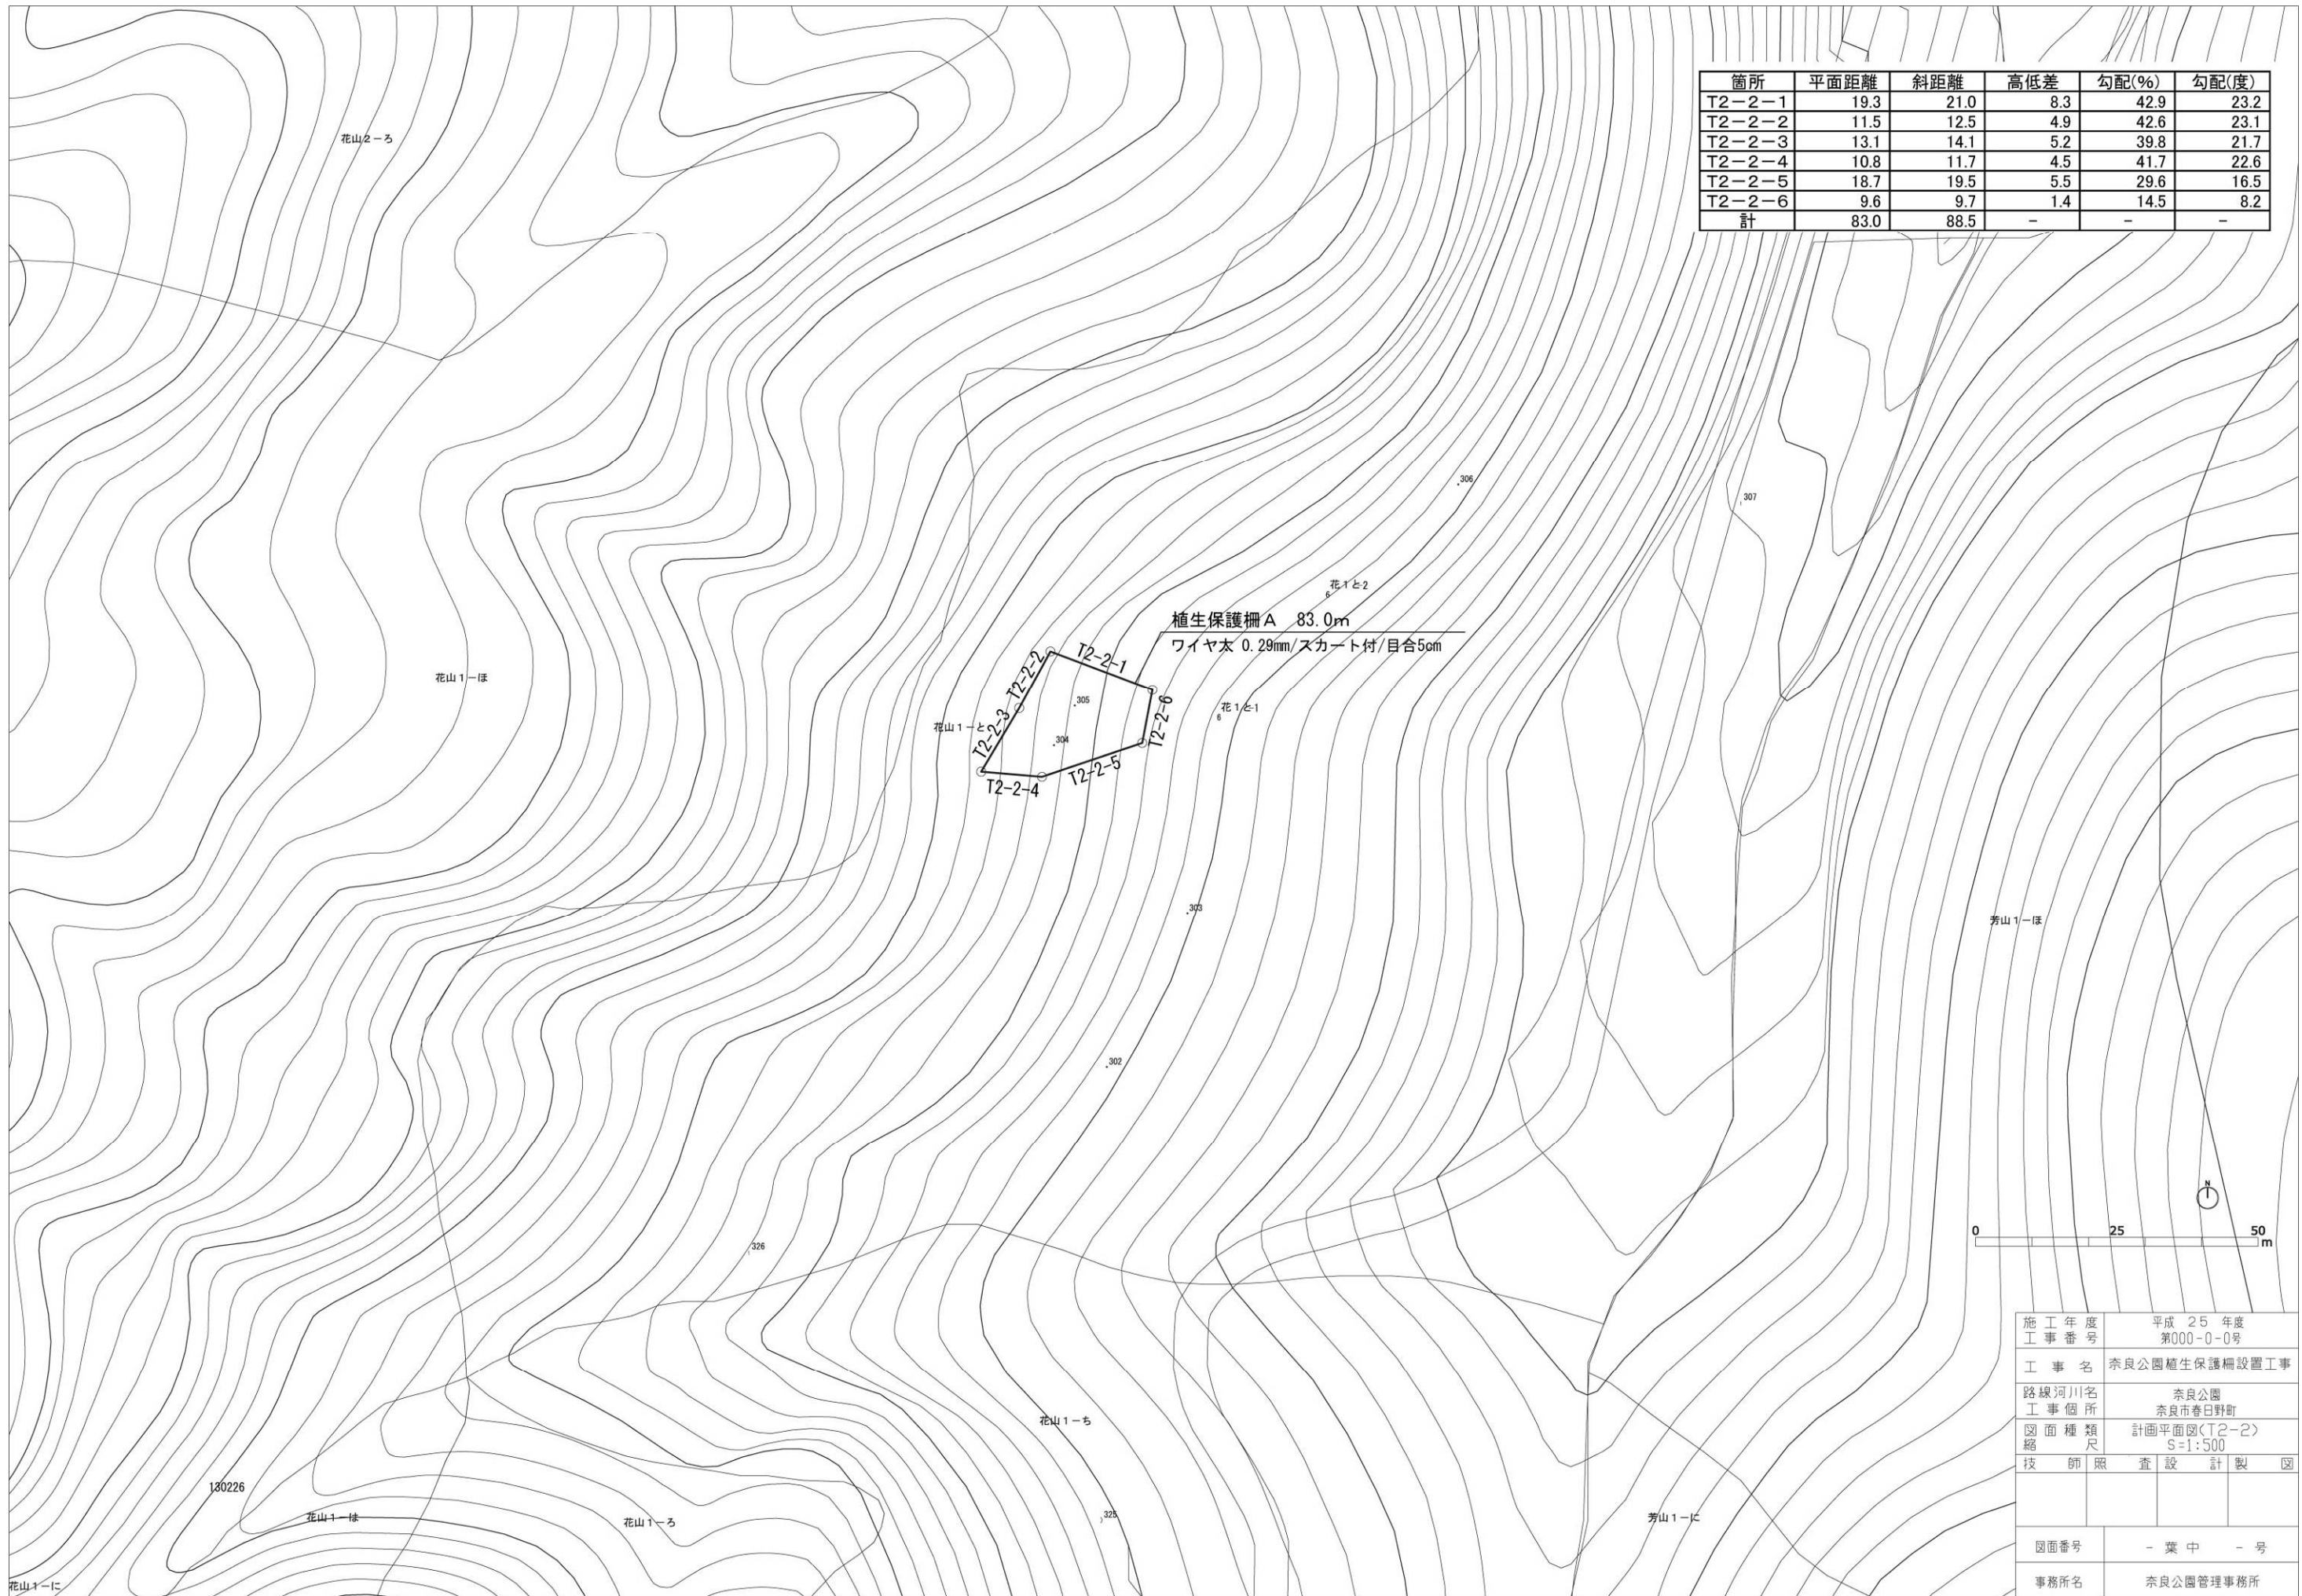 箇所 平面距離 斜距離 高低差 勾配(%) 勾配(度)
T2-2-1 19.3 21.0 8.3 42.9 23.2
T2-2-2 11.5 12.5 4.9 42.6 23.1
T2-2-3 13.1 14.1 5.2 39.8 21.7
T2-2-4 10.8 11.7 4.5 41.7 22.6
T2-2-5 18.7 19.5 5.5 29.6 16.5
T2-2-6 9.6 9.7 1.4 14.5 8.2
計 83.0 88.5 - - -
花山2-ろ
306
307
花1と-2
6
植生保護柵A 83.0m
ワイヤ太 0.29mm/スカート付/目合5cm
T2-2-1
T2-2-2
T2-2-3
T2-2-4
T2-2-5
T2-2-6
305
304
花山1-ほ
花山1-と
花1と-1
6
303
芳山1-ほ
302
N
0 25 50 m
326
花山1-ち
325
130226
花山1-は
花山1-ろ
芳山1-に
花山1-に
施工年度 平成 25 年度
工事番号 第000-0-0号
工事名 奈良公園植生保護柵設置工事
路線河川名 奈良公園
工事個所 奈良市春日野町
図面種類 計画平面図(T2-2)
縮尺 S=1:500
技師 照査 設計 製図
図面番号 - 葉中 - 号
事務所名 奈良公園管理事務所